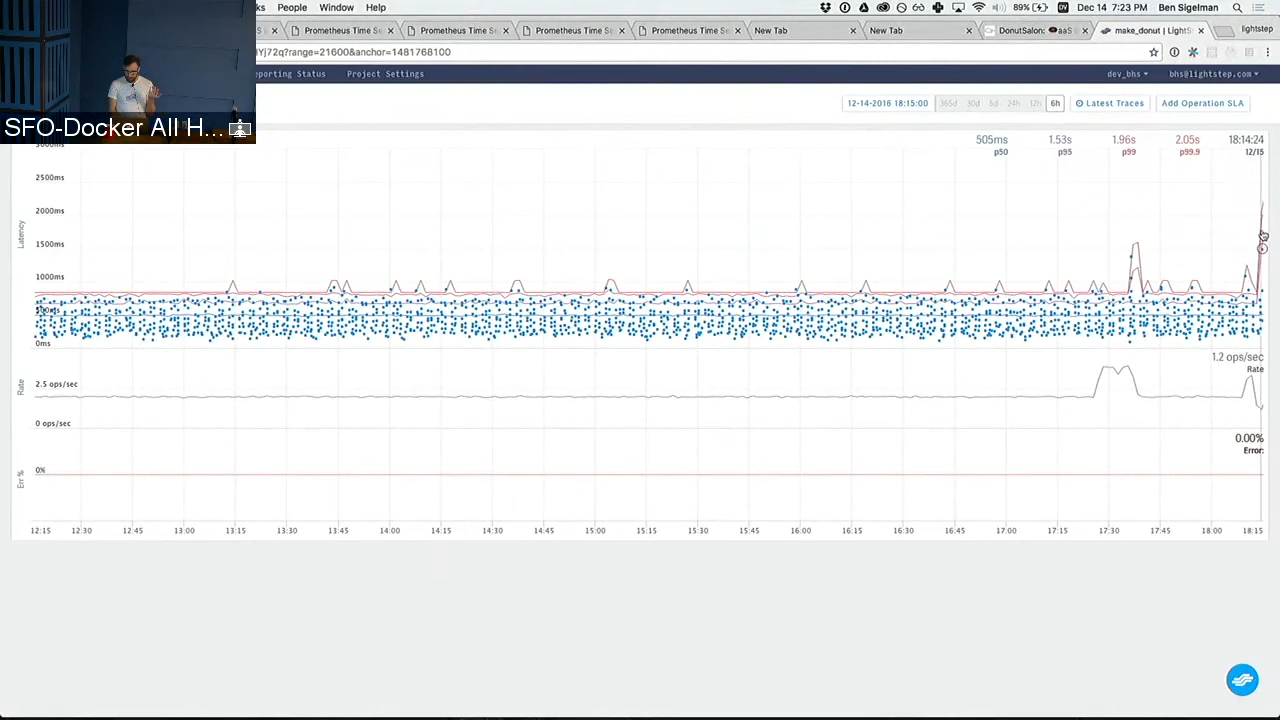 ks People Window Help 89% Dec 14 7:23 PM Ben Sigelman
S Prometheus Time Se Prometheus Time Se Prometheus Time Se Prometheus Time Se New Tab New Tab DonutSalon: aaS make_donut | LightS lightstep
Yj72q?range=21600&anchor=1481768100
eporting Status Project Settings dev_bhs bhs@lightstep.com
SFO-Docker All H...
12-14-2016 18:15:00 365d 30d 5d 24h 12h 6h Latest Traces Add Operation SLA
505ms 1.53s 1.96s 2.05s 18:14:24
p50 p95 p99 p99.9 12/15
3000ms
2500ms
2000ms
Latency
1500ms
1000ms
500ms
0ms
1.2 ops/sec
Rate
Rate
2.5 ops/sec
0 ops/sec
0.00%
Error:
0%
Err %
12:15 12:30 12:45 13:00 13:15 13:30 13:45 14:00 14:15 14:30 14:45 15:00 15:15 15:30 15:45 16:00 16:15 16:30 16:45 17:00 17:15 17:30 17:45 18:00 18:15